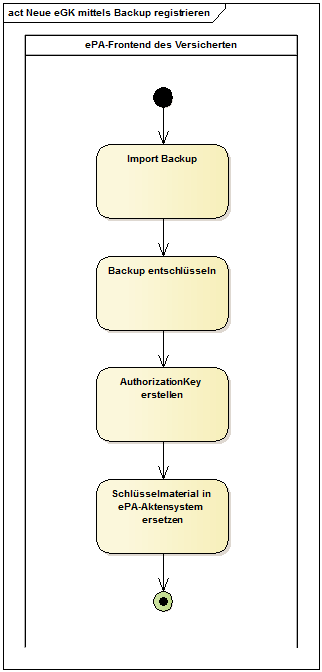 act Neue eGK mittels Backup registrieren
ePA-Frontend des Versicherten
Import Backup
Backup entschlüsseln
AuthorizationKey
erstellen
Schlüsselmaterial in
ePA-Aktensystem
ersetzen